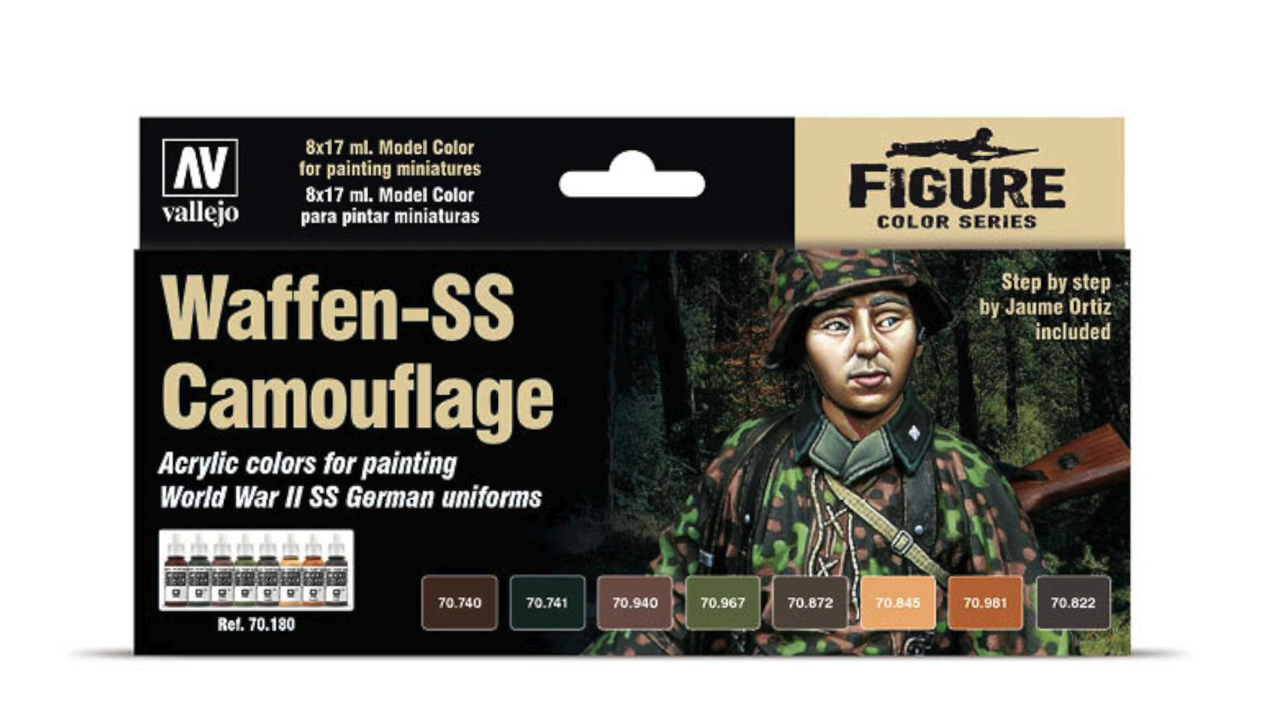 AV
vallejo
8x17 ml. Model Color
for painting miniatures
8x17 ml. Model Color
para pintar miniaturas
FIGURE
COLOR SERIES
Waffen-SS
Camouflage
Acrylic colors for painting
World War II SS German uniforms
Step by step
by Jaume Ortiz
included
Ref. 70.180
70.740
70.741
70.940
70.967
70.872
70.845
70.981
70.822